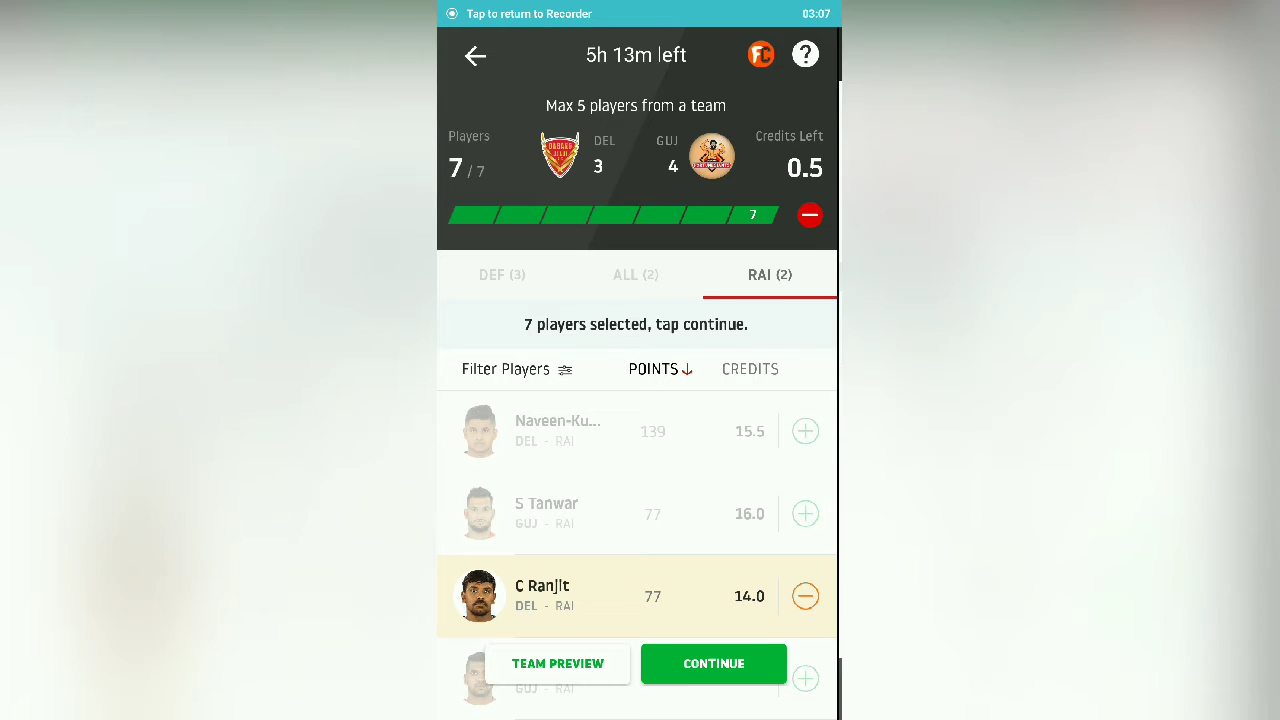 Tap to return to Recorder 03:07
5h 13m left FC ?
Max 5 players from a team
Players DEL GUJ Credits Left
7 / 7 3 4 0.5
7
DEF (3) ALL (2) RAI (2)
7 players selected, tap continue.
Filter Players POINTS CREDITS
Naveen-Ku... 139 15.5
DEL - RAI
S Tanwar 77 16.0
GUJ - RAI
C Ranjit 77 14.0
DEL - RAI
TEAM PREVIEW CONTINUE
GUJ - RAI